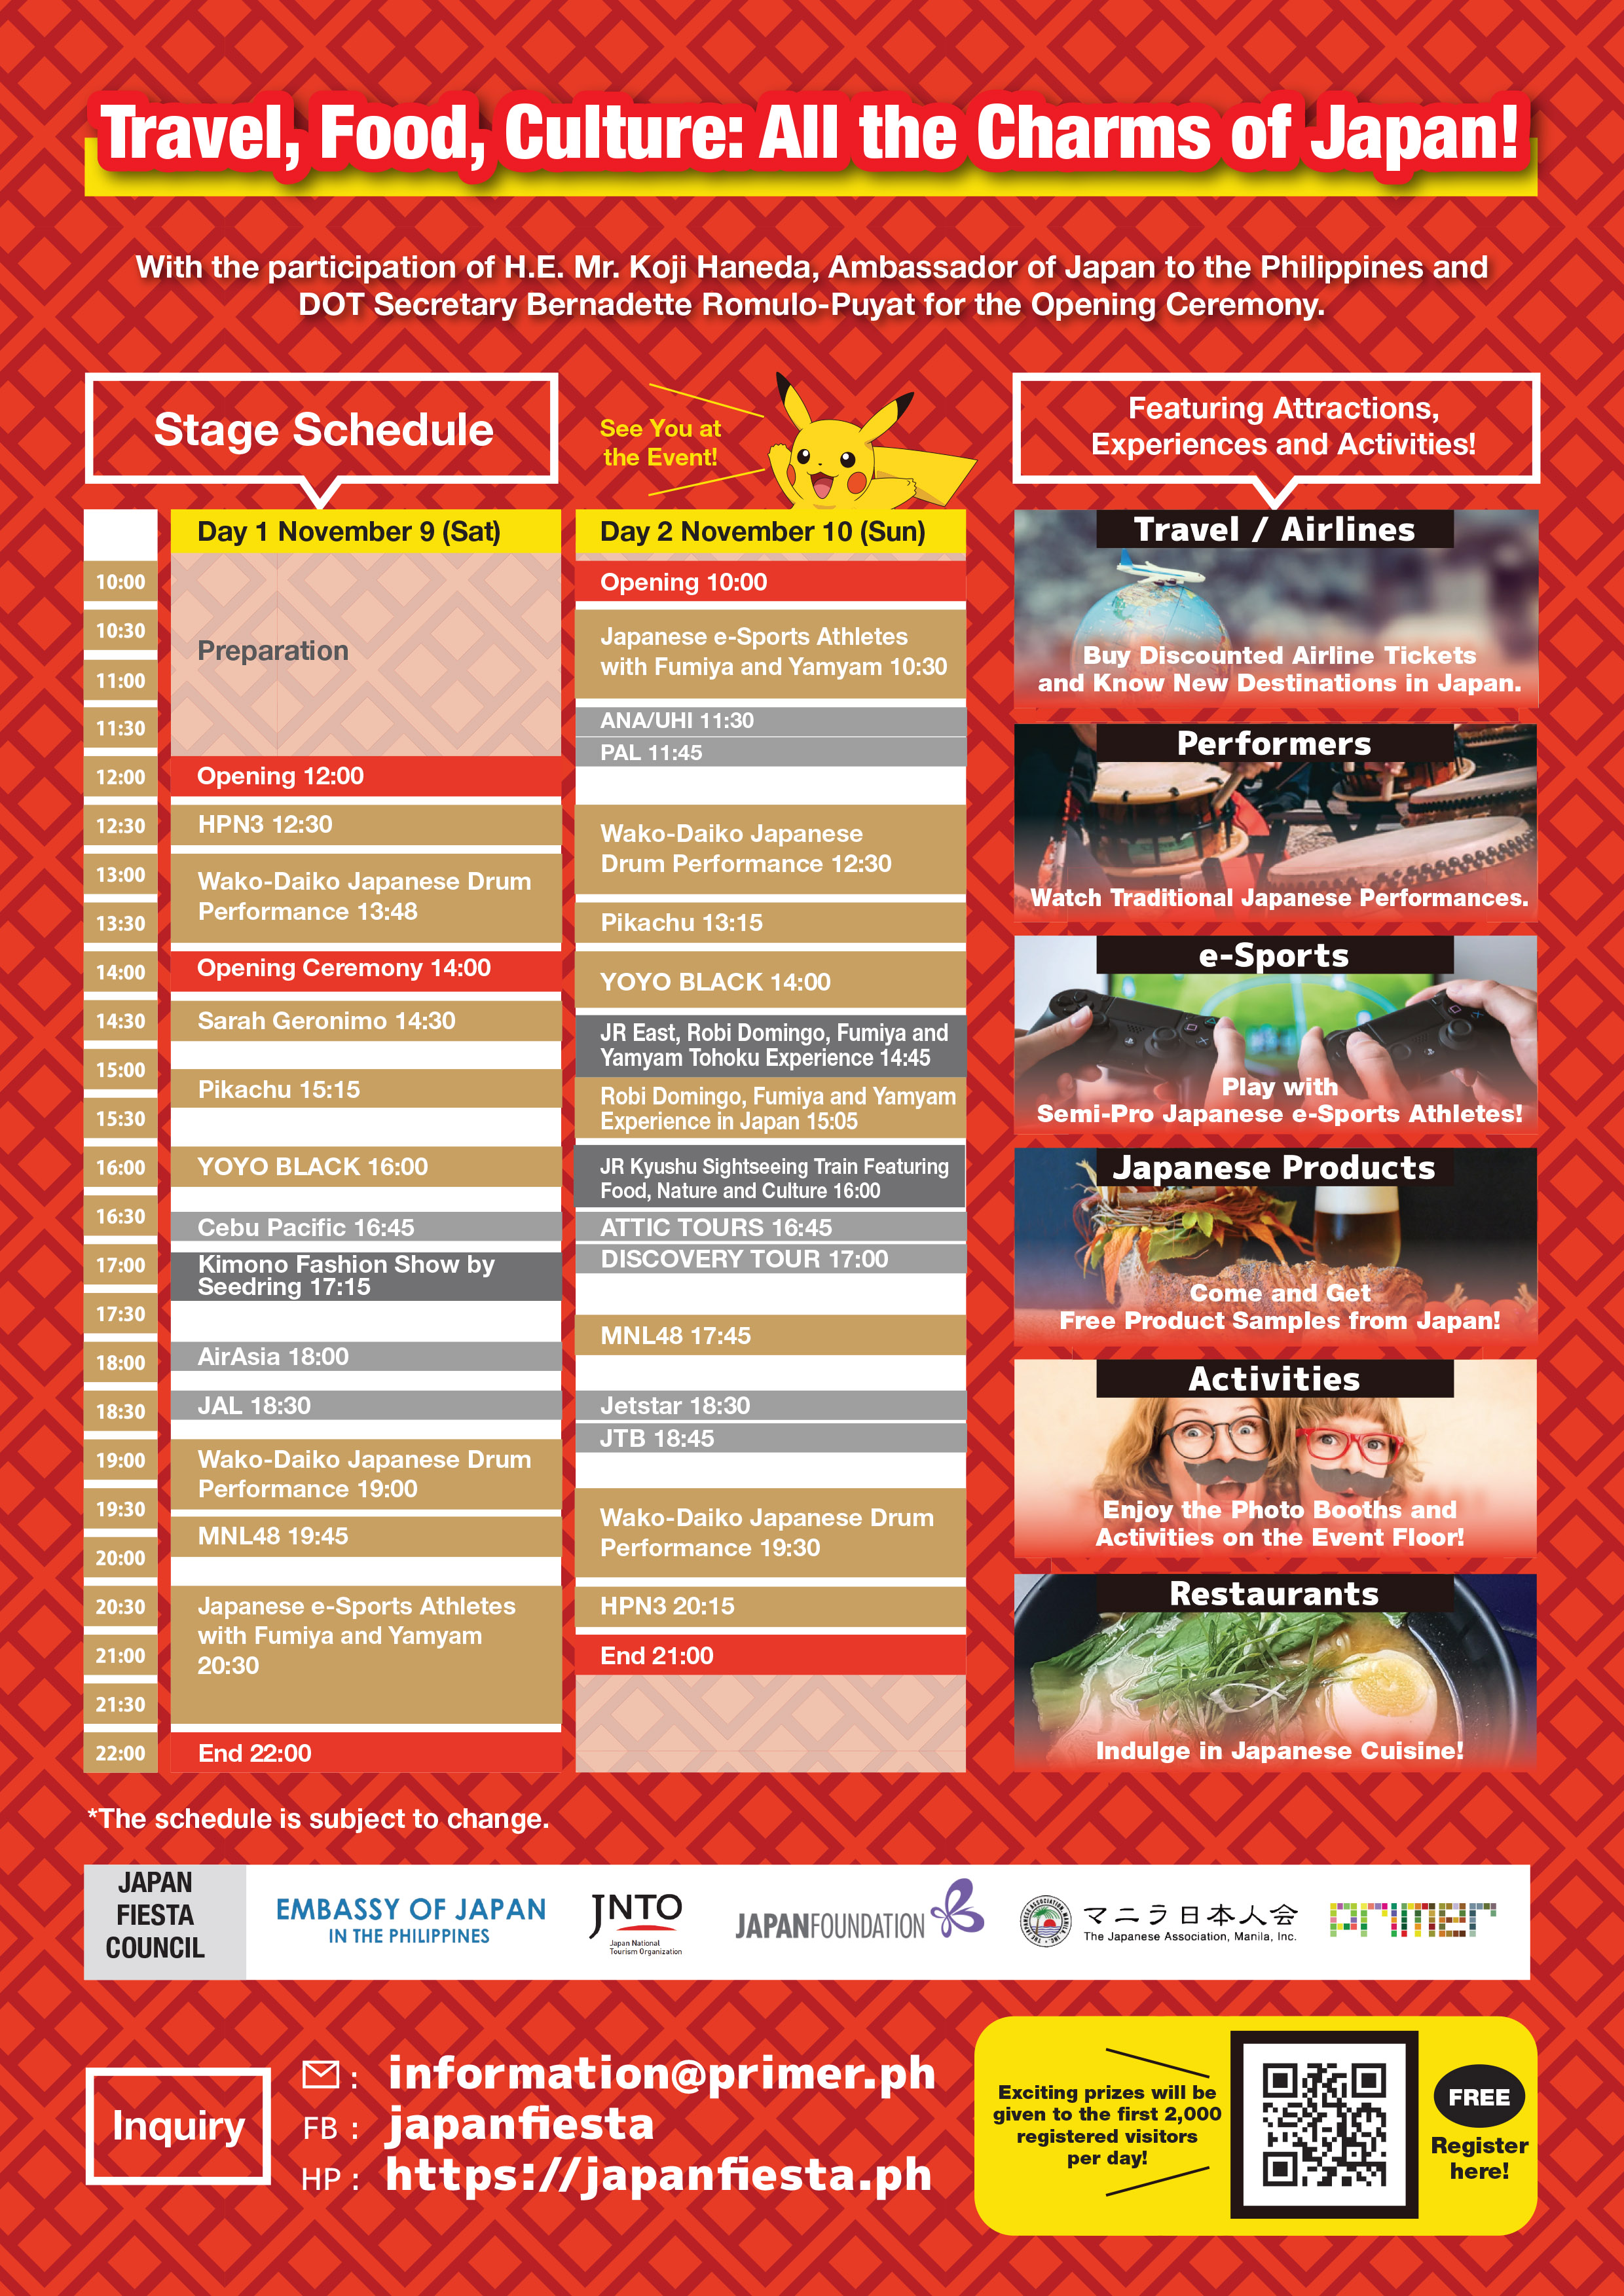 Travel, Food, Culture: All the Charms of Japan!
With the participation of H.E. Mr. Koji Haneda, Ambassador of Japan to the Philippines and
DOT Secretary Bernadette Romulo-Puyat for the Opening Ceremony.
Stage Schedule
See You at
the Event!
Day 1 November 9 (Sat)
Day 2 November 10 (Sun)
10:00
10:30
11:00
11:30
12:00
12:30
13:00
13:30
14:00
14:30
15:00
15:30
16:00
16:30
17:00
17:30
18:00
18:30
19:00
19:30
20:00
20:30
21:00
21:30
22:00
Preparation
Opening 12:00
HPN3 12:30
Wako-Daiko Japanese Drum
Performance 13:48
Opening Ceremony 14:00
Sarah Geronimo 14:30
Pikachu 15:15
YOYO BLACK 16:00
Cebu Pacific 16:45
Kimono Fashion Show by
Seedring 17:15
AirAsia 18:00
JAL 18:30
Wako-Daiko Japanese Drum
Performance 19:00
MNL48 19:45
Japanese e-Sports Athletes
with Fumiya and Yamyam
20:30
End 22:00
Opening 10:00
Japanese e-Sports Athletes
with Fumiya and Yamyam 10:30
ANA/UHI 11:30
PAL 11:45
Wako-Daiko Japanese
Drum Performance 12:30
Pikachu 13:15
YOYO BLACK 14:00
JR East, Robi Domingo, Fumiya and
Yamyam Tohoku Experience 14:45
Robi Domingo, Fumiya and Yamyam
Experience in Japan 15:05
JR Kyushu Sightseeing Train Featuring
Food, Nature and Culture 16:00
ATTIC TOURS 16:45
DISCOVERY TOUR 17:00
MNL48 17:45
Jetstar 18:30
JTB 18:45
Wako-Daiko Japanese Drum
Performance 19:30
HPN3 20:15
End 21:00
Featuring Attractions,
Experiences and Activities!
Travel / Airlines
Buy Discounted Airline Tickets
and Know New Destinations in Japan.
Performers
Watch Traditional Japanese Performances.
e-Sports
Play with
Semi-Pro Japanese e-Sports Athletes!
Japanese Products
Come and Get
Free Product Samples from Japan!
Activities
Enjoy the Photo Booths and
Activities on the Event Floor!
Restaurants
Indulge in Japanese Cuisine!
*The schedule is subject to change.
JAPAN
FIESTA
COUNCIL
EMBASSY OF JAPAN
IN THE PHILIPPINES
JNTO
Japan National
Tourism Organization
JAPANFOUNDATION
マニラ日本人会
The Japanese Association, Manila, Inc.
primer
Inquiry
: information@primer.ph
FB : japanfiesta
HP : https://japanfiesta.ph
Exciting prizes will be
given to the first 2,000
registered visitors
per day!
FREE
Register
here!